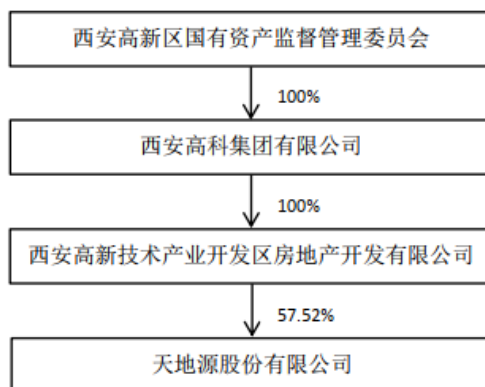 西安高新区国有资产监督管理委员会
100%
西安高科集团有限公司
100%
西安高新技术产业开发区房地产开发有限公司
57.52%
天地源股份有限公司